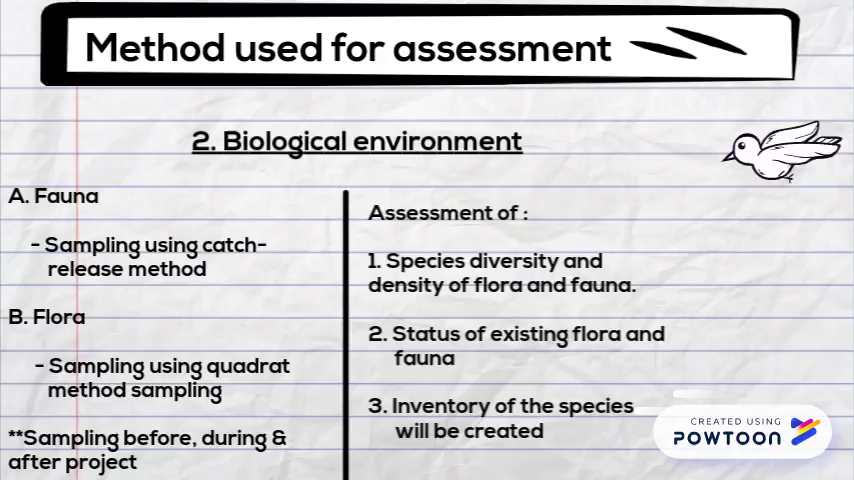 Method used for assessment
2. Biological environment
A. Fauna
- Sampling using catch-
release method
B. Flora
- Sampling using quadrat
method sampling
**Sampling before, during &
after project
Assessment of :
1. Species diversity and
density of flora and fauna.
2. Status of existing flora and
fauna
3. Inventory of the species
will be created
CREATED USING
POWTOON